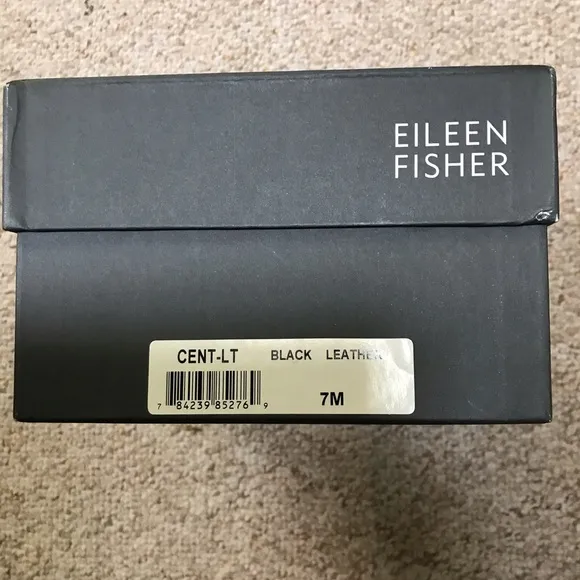 EILEEN
FISHER
CENT-LT BLACK LEATHER
7 84239 85276 9
7M